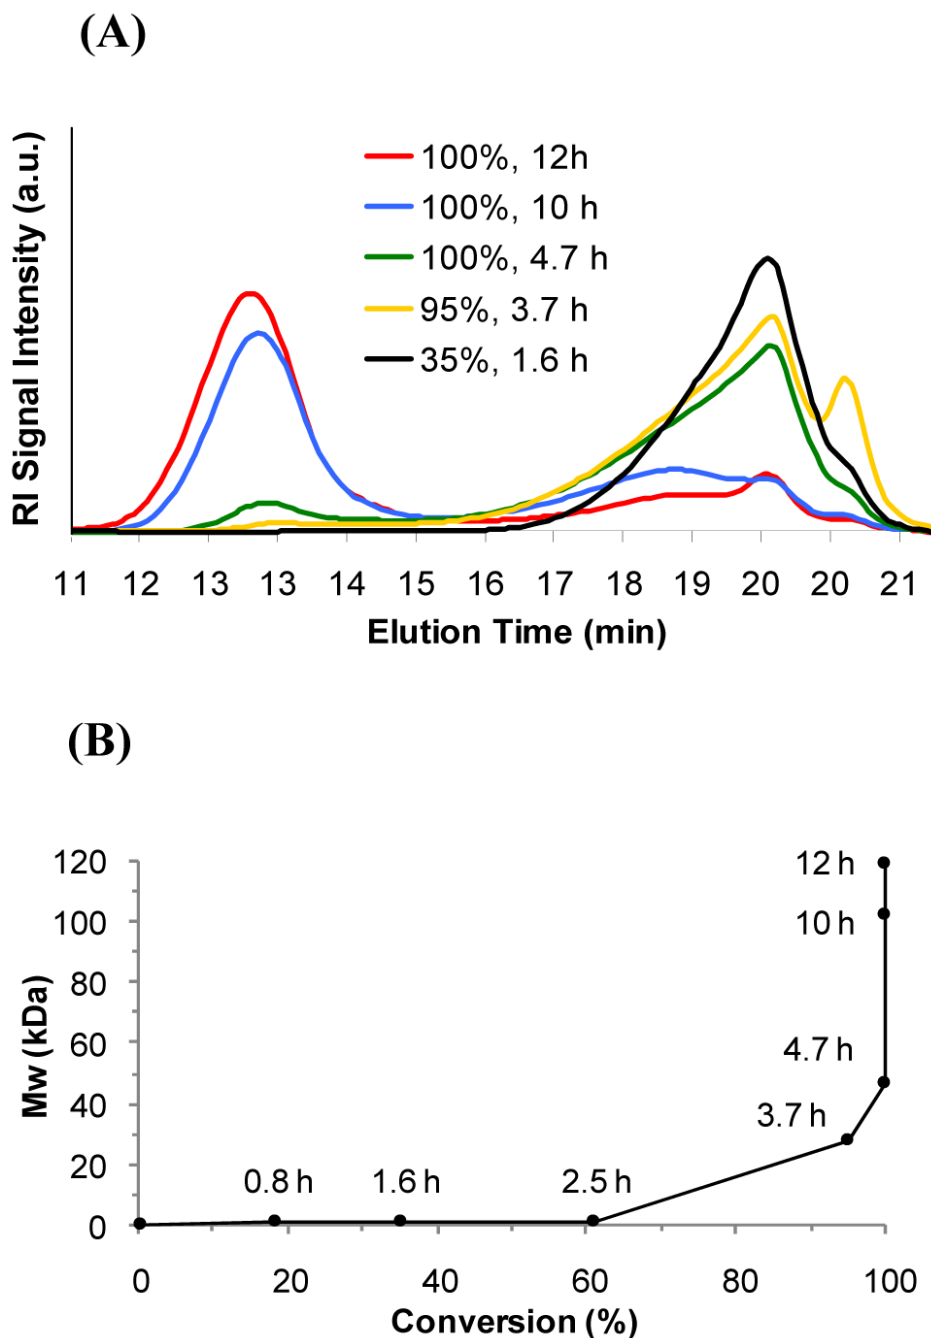 (A)
RI Signal Intensity (a.u.)
100%, 12h
100%, 10 h
100%, 4.7 h
95%, 3.7 h
35%, 1.6 h
11 12 13 13 14 15 16 17 18 19 20 20 21
Elution Time (min)
(B)
Mw (kDa)
120
100
80
60
40
20
0
12 h
10 h
4.7 h
3.7 h
0.8 h 1.6 h 2.5 h
0 20 40 60 80 100
Conversion (%)